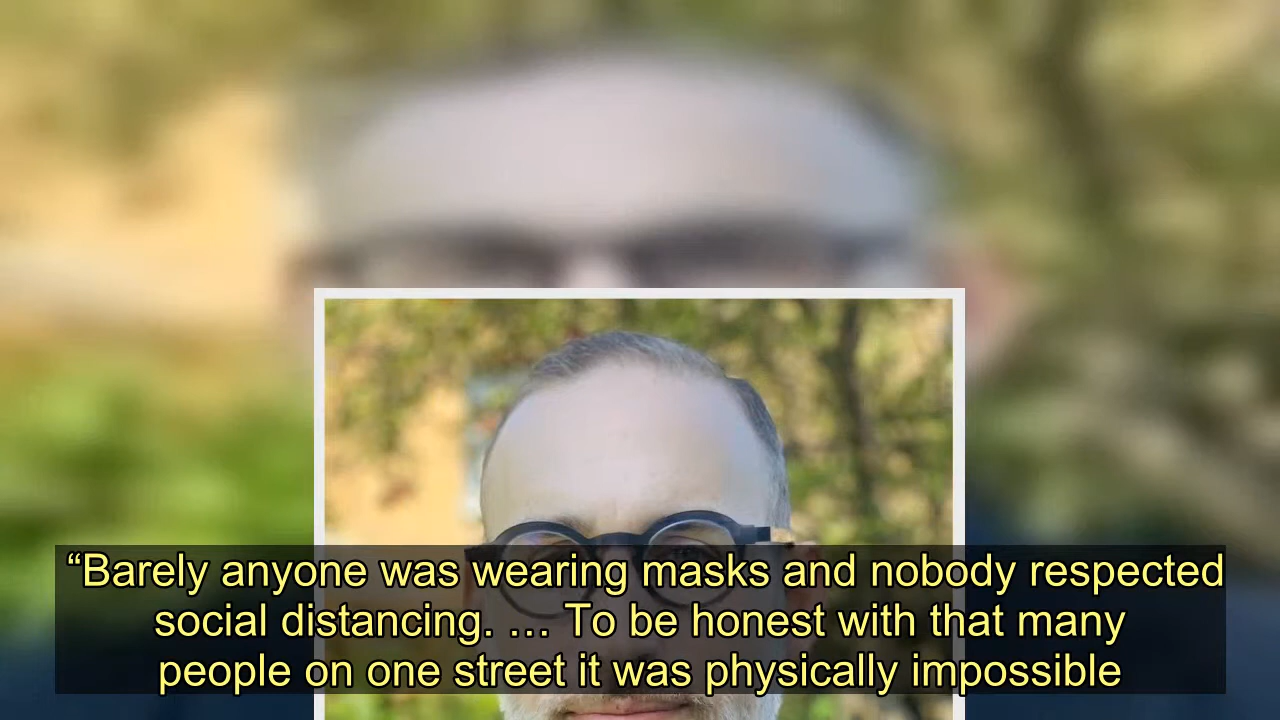 “Barely anyone was wearing masks and nobody respected
social distancing. … To be honest with that many
people on one street it was physically impossible